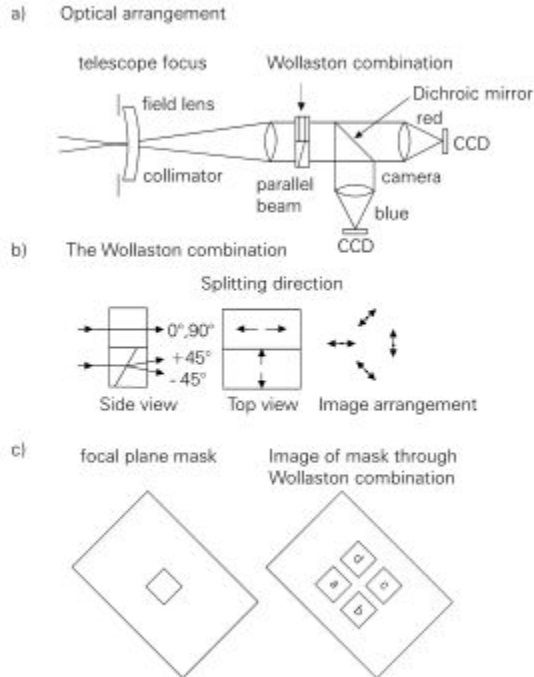 a) Optical arrangement
telescope focus
Wollaston combination
field lens
Dichroic mirror
red
CCD
collimator
parallel
beam
camera
blue
CCD
b) The Wollaston combination
Splitting direction
0°,90°
+45°
- 45°
Side view
Top view
Image arrangement
c)
focal plane mask
Image of mask through
Wollaston combination
d
a
c
b